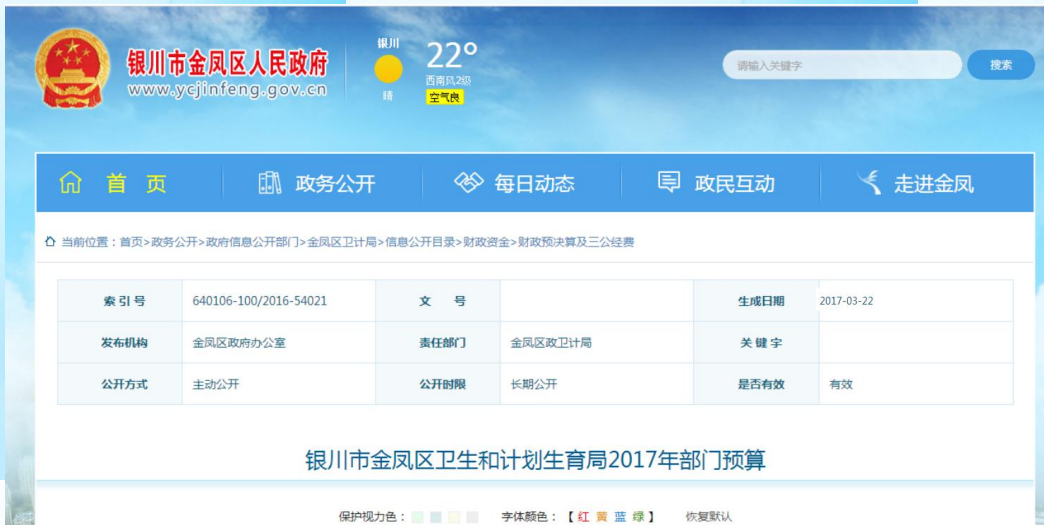 银川市金凤区人民政府
www.ycjinfeng.gov.cn
银川
晴
22°
西南风2级
空气良
请输入关键字
搜索
首 页 政务公开 每日动态 政民互动 走进金凤
当前位置：首页>政务公开>政府信息公开部门>金凤区卫计局>信息公开目录>财政资金>财政预决算及三公经费
索 引 号 640106-100/2016-54021 文 号 生成日期 2017-03-22
发布机构 金凤区政府办公室 责任部门 金凤区政卫计局 关 键 字
公开方式 主动公开 公开时限 长期公开 是否有效 有效
银川市金凤区卫生和计划生育局2017年部门预算
保护视力色： 字体颜色：【 红 黄 蓝 绿 】 恢复默认